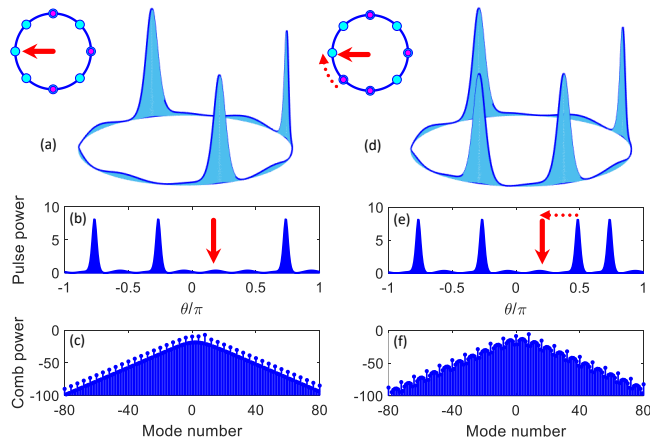 (a)
(d)
(b)
(e)
Pulse power
10
5
0
-1
-0.5
0
0.5
1
θ/π
10
5
0
-1
-0.5
0
0.5
1
θ/π
(c)
(f)
Comb power
0
-50
-100
-80
-40
0
40
80
Mode number
0
-50
-100
-80
-40
0
40
80
Mode number